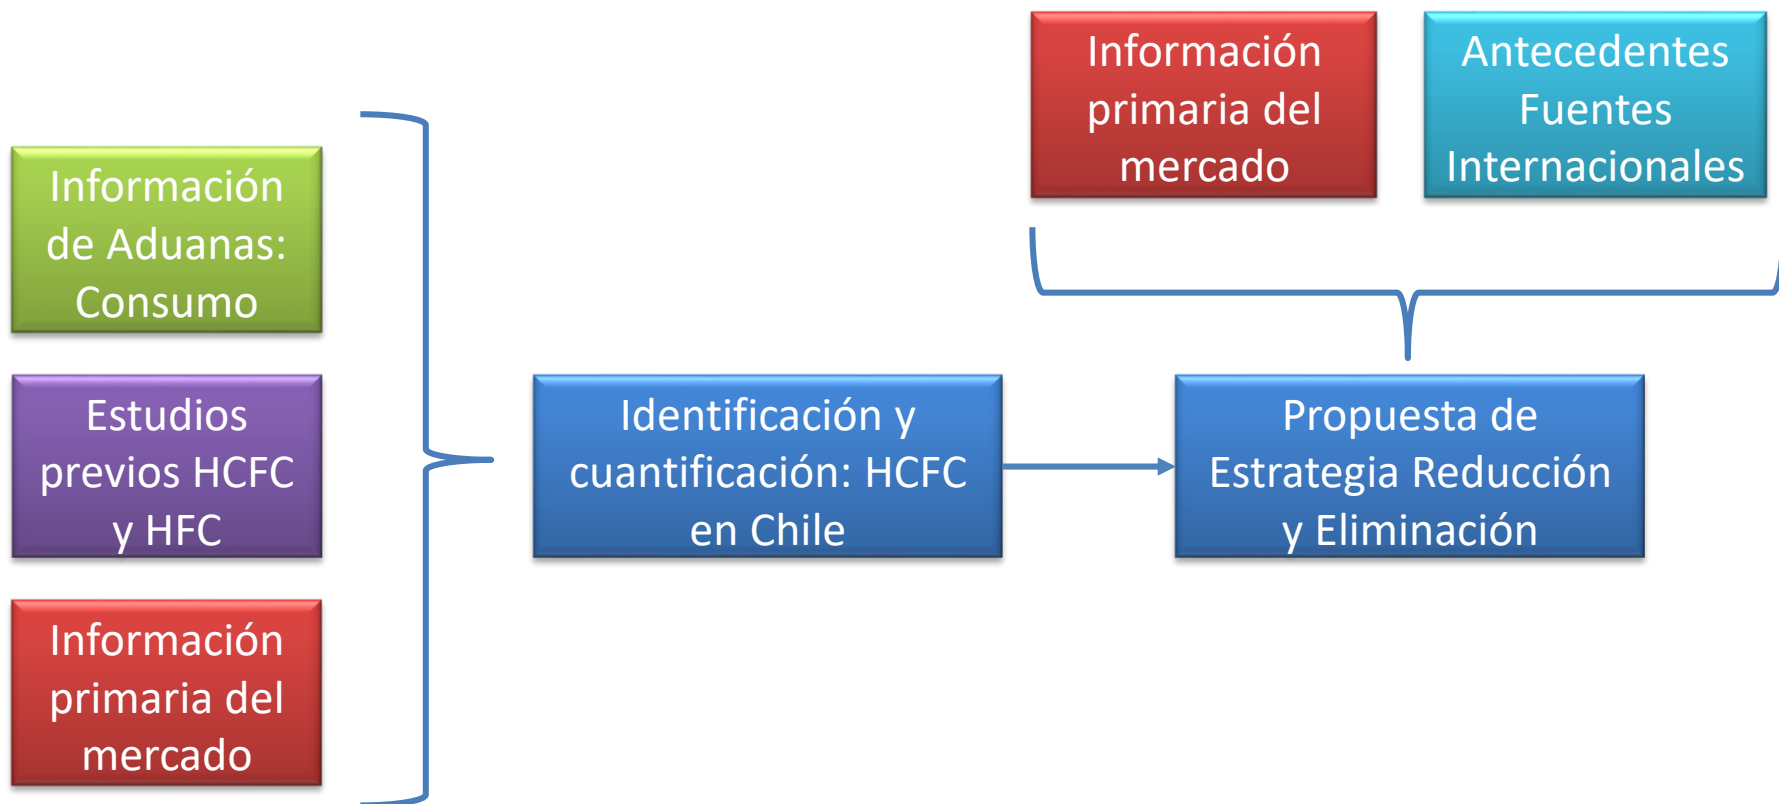 Información
de Aduanas:
Consumo
Estudios
previos HCFC
y HFC
Información
primaria del
mercado
Identificación y
cuantificación: HCFC
en Chile
Información
primaria del
mercado
Antecedentes
Fuentes
Internacionales
Propuesta de
Estrategia Reducción
y Eliminación